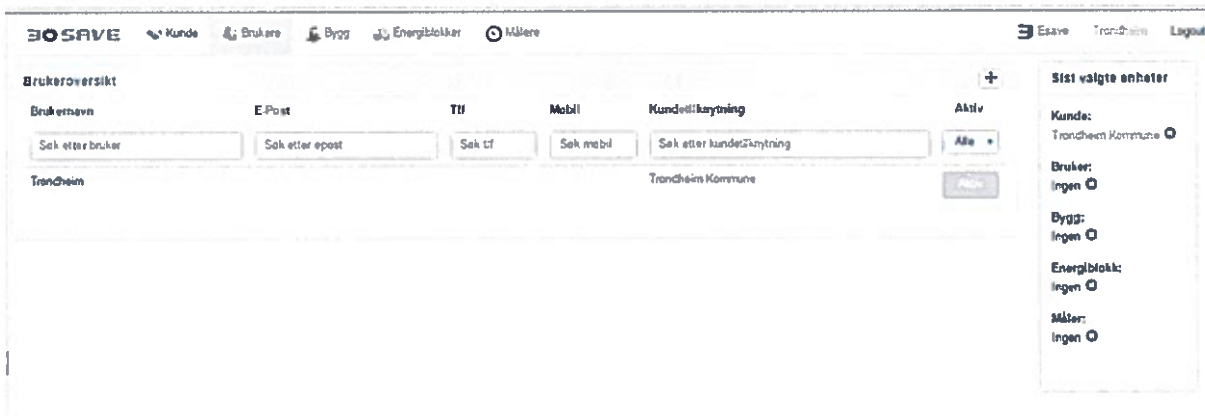 ESAVE Kunde Brukere Bygg Energiblokker Målere Esave Trondheim Logout
Brukeroversikt +
Brukernavn E-Post Tlf Mobil Kundetilknytning Aktiv
Søk etter bruker Søk etter epost Søk tlf Søk mobil Søk etter kundetilknytning Alle
Trondheim Trondheim Kommune Aktiv
Sist valgte enheter
Kunde:
Trondheim Kommune
Bruker:
Ingen
Bygg:
Ingen
Energiblokk:
Ingen
Måler:
Ingen